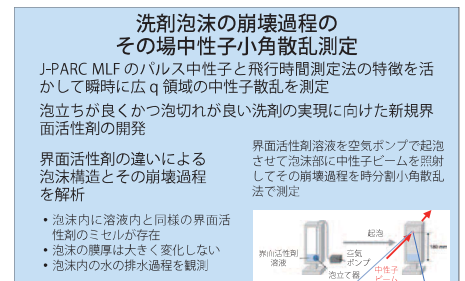 洗剤泡沫の崩壊過程の
その場中性子小角散乱測定
J-PARC MLF のパルス中性子と飛行時間測定法の特徴を活
かして瞬時に広 q 領域の中性子散乱を測定
泡立ちが良くかつ泡切れが良い洗剤の実現に向けた新規界
面活性剤の開発
界面活性剤の違いによる
泡沫構造とその崩壊過程
を解析
• 泡沫内に溶液内と同様の界面活
性剤のミセルが存在
• 泡沫の膜厚は大きく変化しない
• 泡沫内の水の排水過程を観測
界面活性剤溶液を空気ポンプで起泡
させて泡沫部に中性子ビームを照射
してその崩壊過程を時分割小角散乱
法で測定
起泡
界面活性剤
溶液
空気
ポンプ
泡立て器
中性子
ビーム